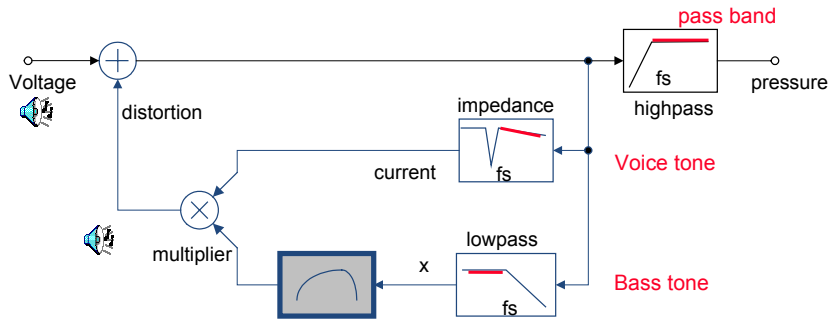 pass band
Voltage
+
fs
pressure
highpass
distortion
impedance
fs
current
Voice tone
×
multiplier
lowpass
x
fs
Bass tone